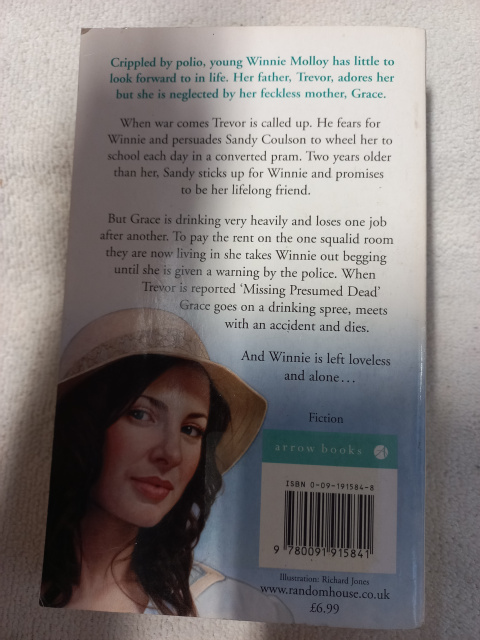 Crippled by polio, young Winnie Molloy has little to
look forward to in life. Her father, Trevor, adores her
but she is neglected by her feckless mother, Grace.
When war comes Trevor is called up. He fears for
Winnie and persuades Sandy Coulson to wheel her to
school each day in a converted pram. Two years older
than her, Sandy sticks up for Winnie and promises
to be her lifelong friend.
But Grace is drinking very heavily and loses one job
after another. To pay the rent on the one squalid room
they are now living in she takes Winnie out begging
until she is given a warning by the police. When
Trevor is reported ‘Missing Presumed Dead’
Grace goes on a drinking spree, meets
with an accident and dies.
And Winnie is left loveless
and alone…
Fiction
arrow books
ISBN 0-09-191584-8
9 780091 915841
Illustration: Richard Jones
www.randomhouse.co.uk
£6.99